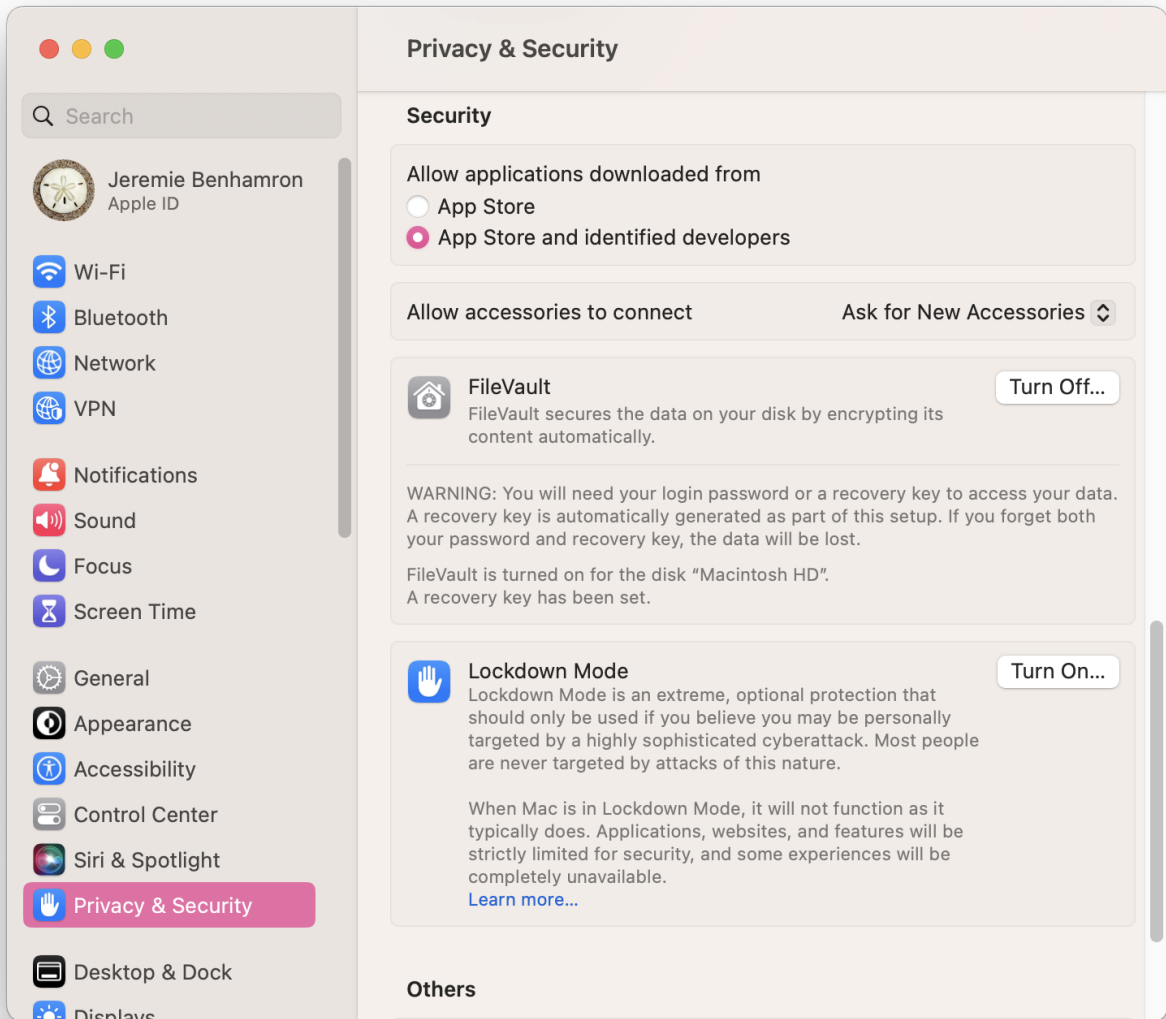 Privacy & Security
Search
Jeremie Benhamron
Apple ID
Wi-Fi
Bluetooth
Network
VPN
Notifications
Sound
Focus
Screen Time
General
Appearance
Accessibility
Control Center
Siri & Spotlight
Privacy & Security
Desktop & Dock
Displays
Security
Allow applications downloaded from
App Store
App Store and identified developers
Allow accessories to connect
Ask for New Accessories
FileVault
Turn Off...
FileVault secures the data on your disk by encrypting its
content automatically.
WARNING: You will need your login password or a recovery key to access your data.
A recovery key is automatically generated as part of this setup. If you forget both
your password and recovery key, the data will be lost.
FileVault is turned on for the disk “Macintosh HD”.
A recovery key has been set.
Lockdown Mode
Turn On...
Lockdown Mode is an extreme, optional protection that
should only be used if you believe you may be personally
targeted by a highly sophisticated cyberattack. Most people
are never targeted by attacks of this nature.
When Mac is in Lockdown Mode, it will not function as it
typically does. Applications, websites, and features will be
strictly limited for security, and some experiences will be
completely unavailable.
Learn more...
Others